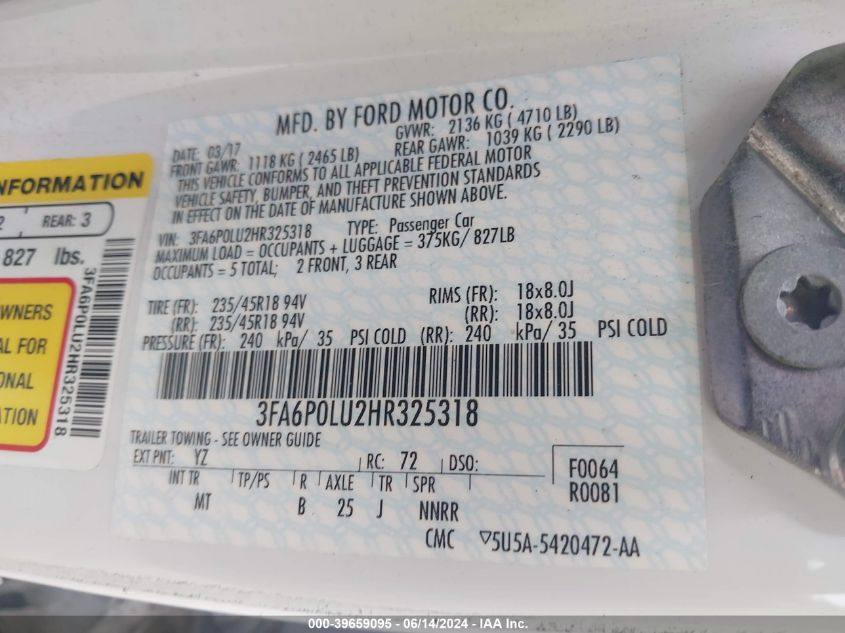 MFD. BY FORD MOTOR CO.
DATE: 03/17 GVWR: 2136 KG ( 4710 LB)
FRONT GAWR: 1118 KG ( 2465 LB) REAR GAWR: 1039 KG ( 2290 LB)
THIS VEHICLE CONFORMS TO ALL APPLICABLE FEDERAL MOTOR
VEHICLE SAFETY, BUMPER, AND THEFT PREVENTION STANDARDS
IN EFFECT ON THE DATE OF MANUFACTURE SHOWN ABOVE.
VIN: 3FA6P0LU2HR325318 TYPE: Passenger Car
MAXIMUM LOAD = OCCUPANTS + LUGGAGE = 375KG/ 827LB
OCCUPANTS = 5 TOTAL; 2 FRONT, 3 REAR
TIRE (FR): 235/45R18 94V RIMS (FR): 18x8.0J
(RR): 235/45R18 94V (RR): 18x8.0J
PRESSURE (FR): 240 kPa/ 35 PSI COLD (RR): 240 kPa/ 35 PSI COLD
3FA6P0LU2HR325318
TRAILER TOWING - SEE OWNER GUIDE
EXT PNT: YZ RC: 72 DSO: F0064
INT TR TP/PS R AXLE TR SPR R0081
MT B 25 J NNRR
CMC 5U5A-5420472-AA
NFORMATION
2 REAR: 3
827 lbs.
3FA6P0LU2HR325318
WNERS
AL FOR
ONAL
000-39659095 - 06/14/2024 - IAA Inc.